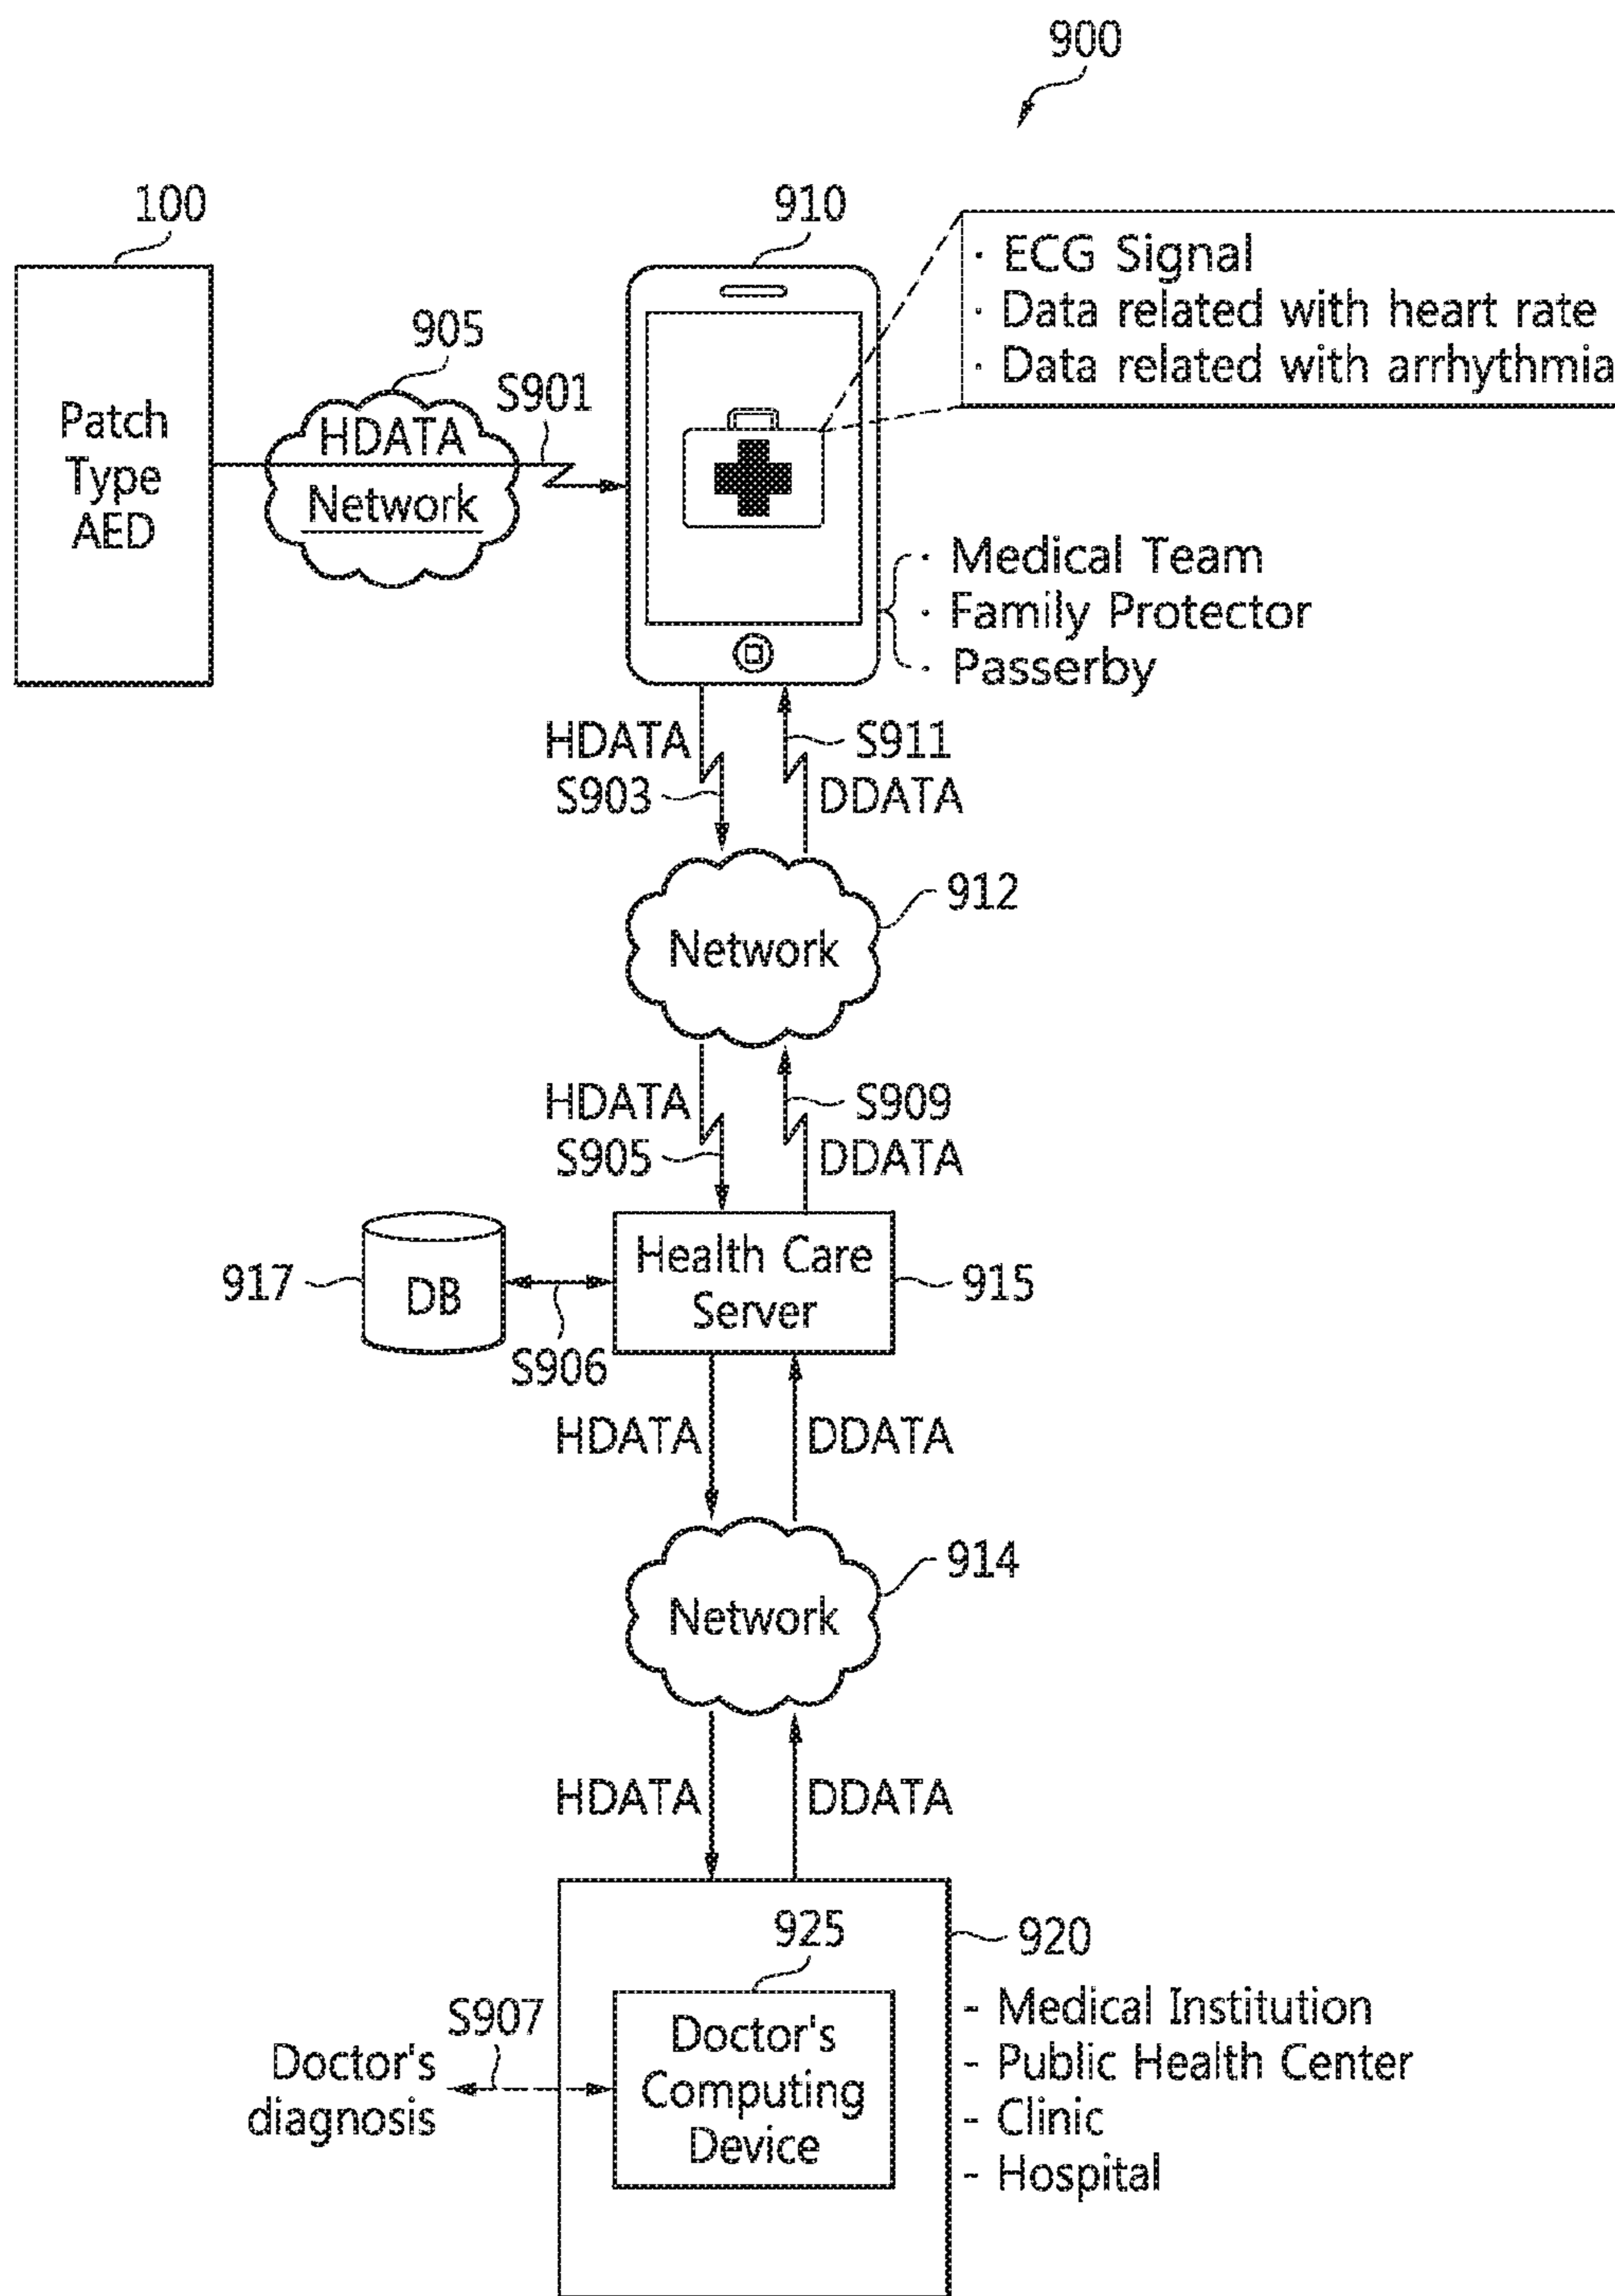 900
100
910
· ECG Signal
· Data related with heart rate
· Data related with arrhythmia
905
S901
Patch
Type
AED
HDATA
Network
· Medical Team
· Family Protector
· Passerby
HDATA
S911
S903
DDATA
912
Network
HDATA
S909
S905
DDATA
917
DB
Health Care
Server
915
S906
HDATA
DDATA
914
Network
HDATA
DDATA
925
920
S907
Doctor's
diagnosis
Doctor's
Computing
Device
- Medical Institution
- Public Health Center
- Clinic
- Hospital